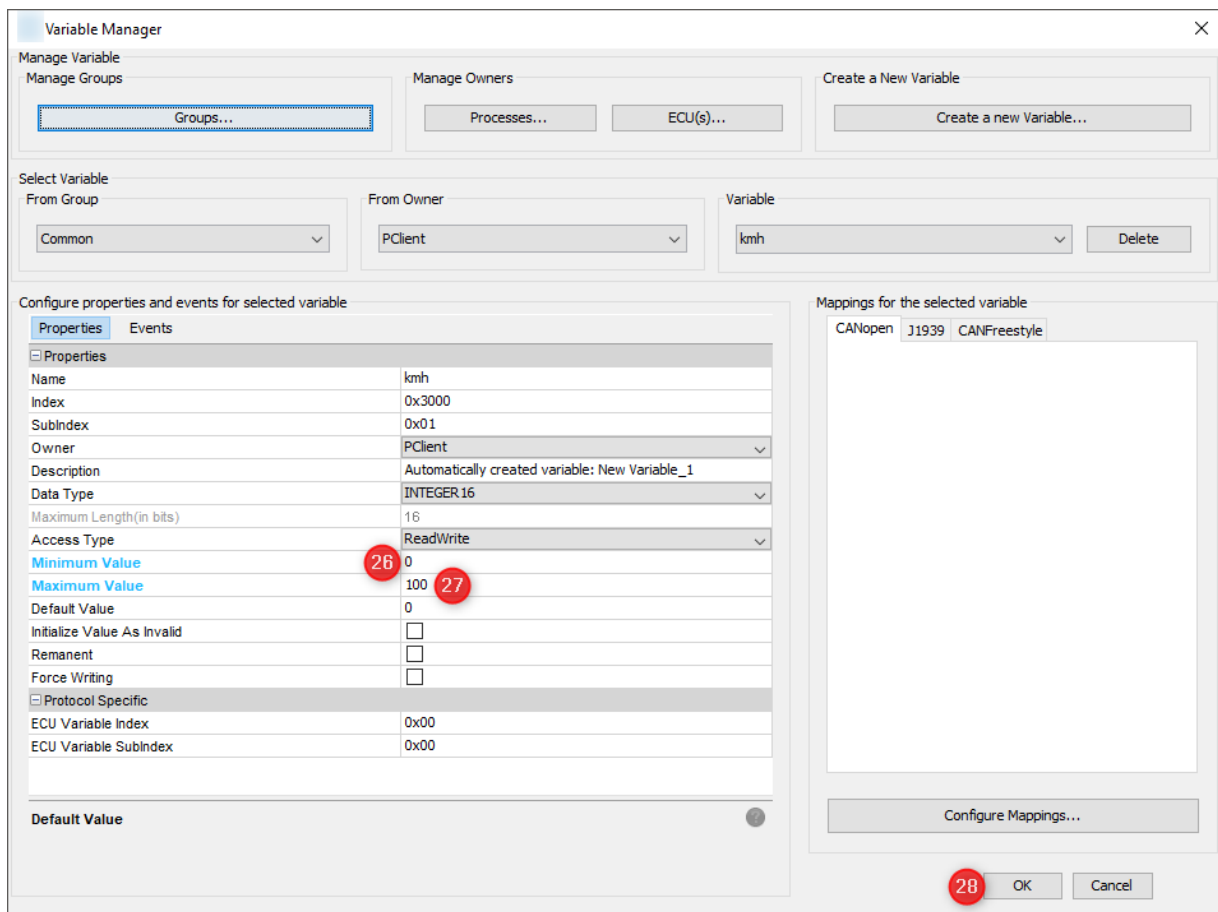 Variable Manager
Manage Variable
Manage Groups
Manage Owners
Create a New Variable
Groups...
Processes...
ECU(s)...
Create a new Variable...
Select Variable
From Group
From Owner
Variable
Common
PClient
kmh
Delete
Configure properties and events for selected variable
Properties Events
Properties
Name kmh
Index 0x3000
SubIndex 0x01
Owner PClient
Description Automatically created variable: New Variable_1
Data Type INTEGER16
Maximum Length(in bits) 16
Access Type ReadWrite
Minimum Value 26 0
Maximum Value 100 27
Default Value 0
Initialize Value As Invalid
Remanent
Force Writing
Protocol Specific
ECU Variable Index 0x00
ECU Variable SubIndex 0x00
Default Value
?
Mappings for the selected variable
CANopen J1939 CANFreestyle
Configure Mappings...
28 OK Cancel